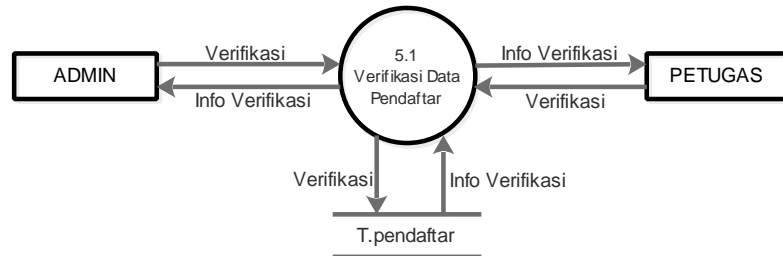 Verifikasi
ADMIN
Info Verifikasi
5.1
Verifikasi Data
Pendaftar
Info Verifikasi
PETUGAS
Verifikasi
Verifikasi
Info Verifikasi
T.pendaftar